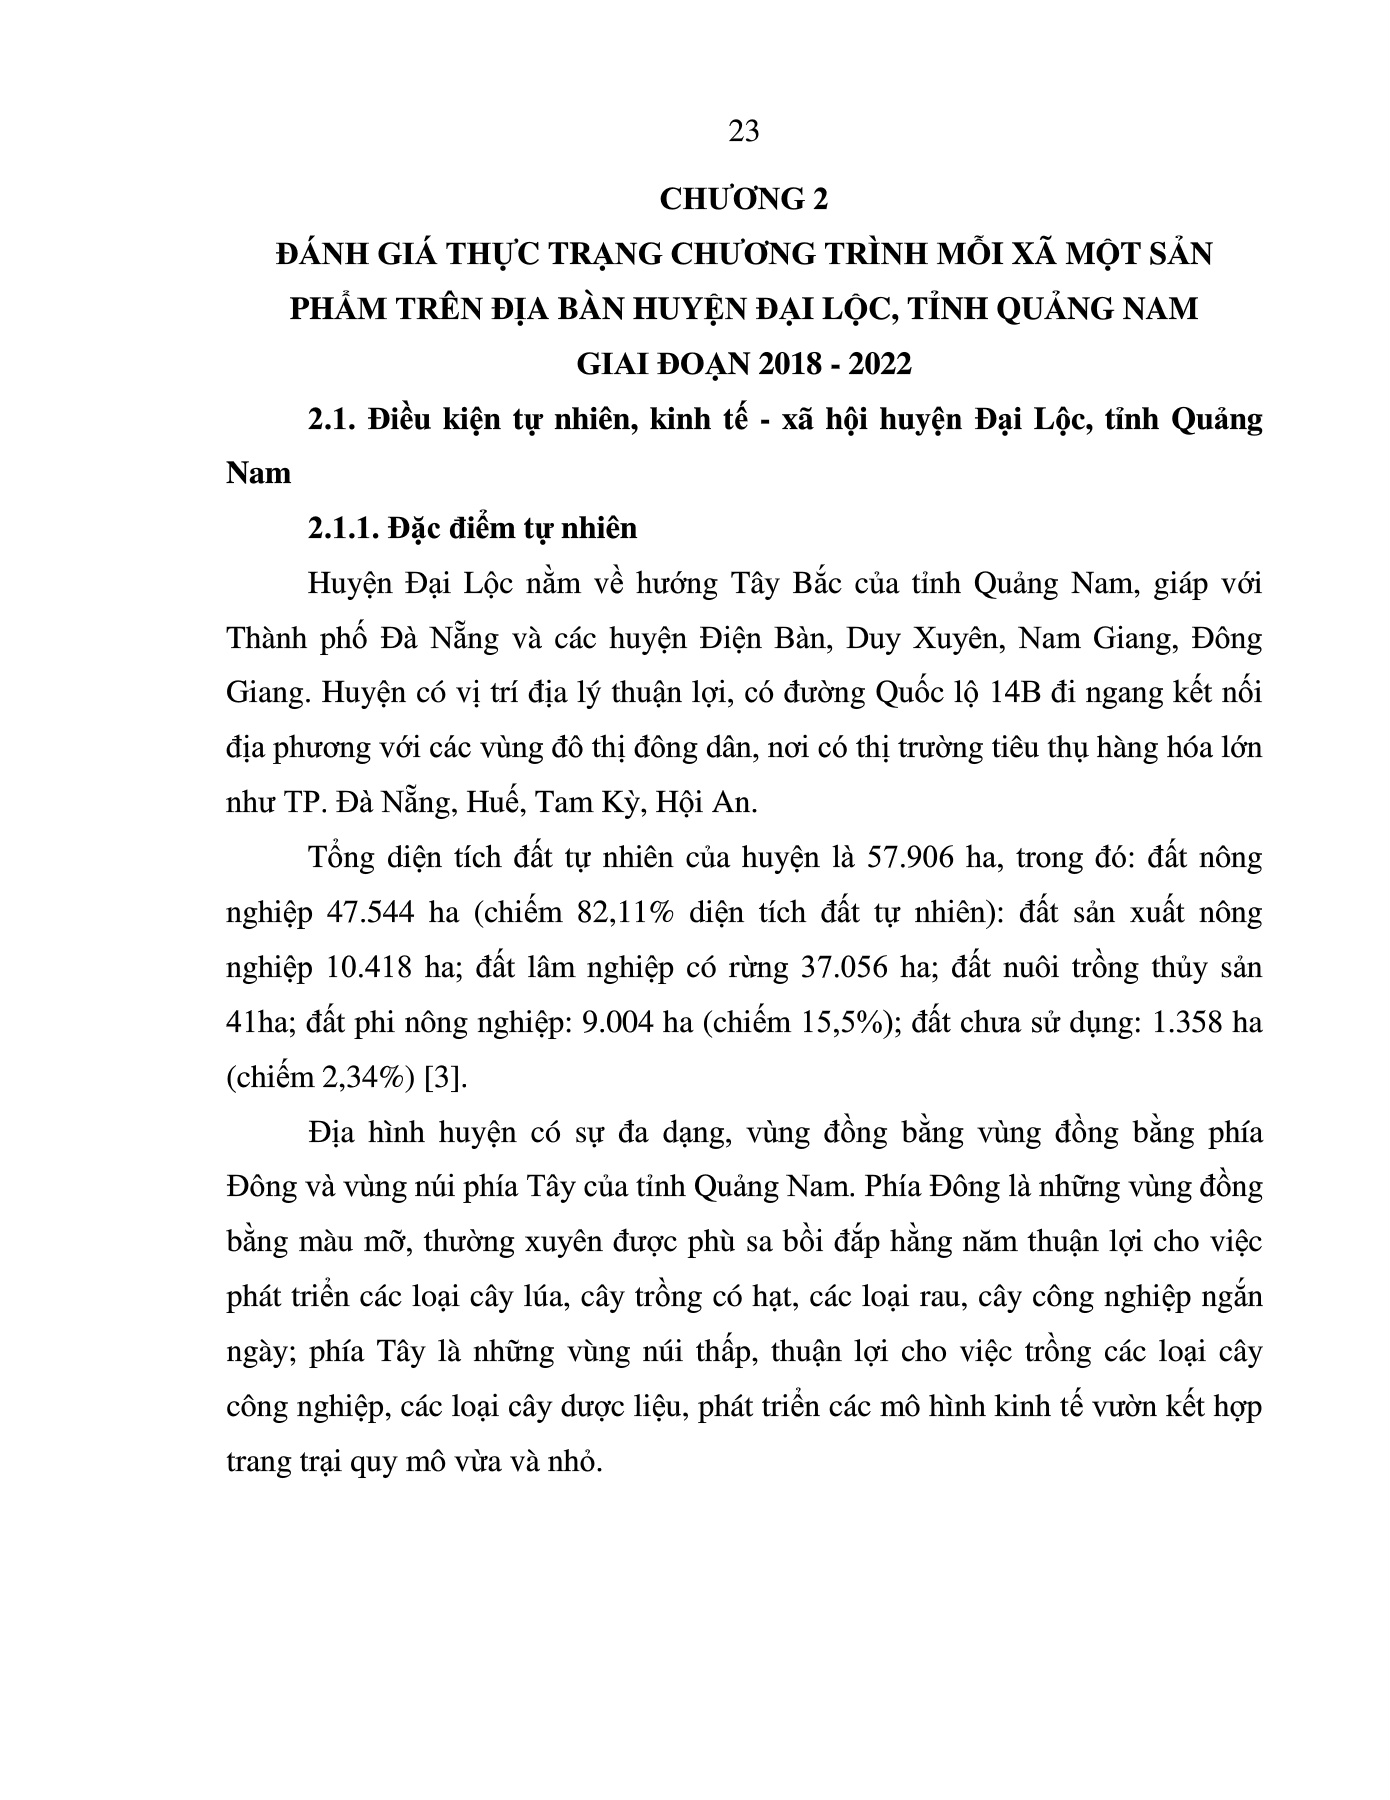 23
CHƯƠNG 2
ĐÁNH GIÁ THỰC TRẠNG CHƯƠNG TRÌNH MỖI XÃ MỘT SẢN
PHẨM TRÊN ĐỊA BÀN HUYỆN ĐẠI LỘC, TỈNH QUẢNG NAM
GIAI ĐOẠN 2018 - 2022
2.1. Điều kiện tự nhiên, kinh tế - xã hội huyện Đại Lộc, tỉnh Quảng
Nam
2.1.1. Đặc điểm tự nhiên
Huyện Đại Lộc nằm về hướng Tây Bắc của tỉnh Quảng Nam, giáp với
Thành phố Đà Nẵng và các huyện Điện Bàn, Duy Xuyên, Nam Giang, Đông
Giang. Huyện có vị trí địa lý thuận lợi, có đường Quốc lộ 14B đi ngang kết nối
địa phương với các vùng đô thị đông dân, nơi có thị trường tiêu thụ hàng hóa lớn
như TP. Đà Nẵng, Huế, Tam Kỳ, Hội An.
Tổng diện tích đất tự nhiên của huyện là 57.906 ha, trong đó: đất nông
nghiệp 47.544 ha (chiếm 82,11% diện tích đất tự nhiên): đất sản xuất nông
nghiệp 10.418 ha; đất lâm nghiệp có rừng 37.056 ha; đất nuôi trồng thủy sản
41ha; đất phi nông nghiệp: 9.004 ha (chiếm 15,5%); đất chưa sử dụng: 1.358 ha
(chiếm 2,34%) [3].
Địa hình huyện có sự đa dạng, vùng đồng bằng vùng đồng bằng phía
Đông và vùng núi phía Tây của tỉnh Quảng Nam. Phía Đông là những vùng đồng
bằng màu mỡ, thường xuyên được phù sa bồi đắp hằng năm thuận lợi cho việc
phát triển các loại cây lúa, cây trồng có hạt, các loại rau, cây công nghiệp ngắn
ngày; phía Tây là những vùng núi thấp, thuận lợi cho việc trồng các loại cây
công nghiệp, các loại cây dược liệu, phát triển các mô hình kinh tế vườn kết hợp
trang trại quy mô vừa và nhỏ.